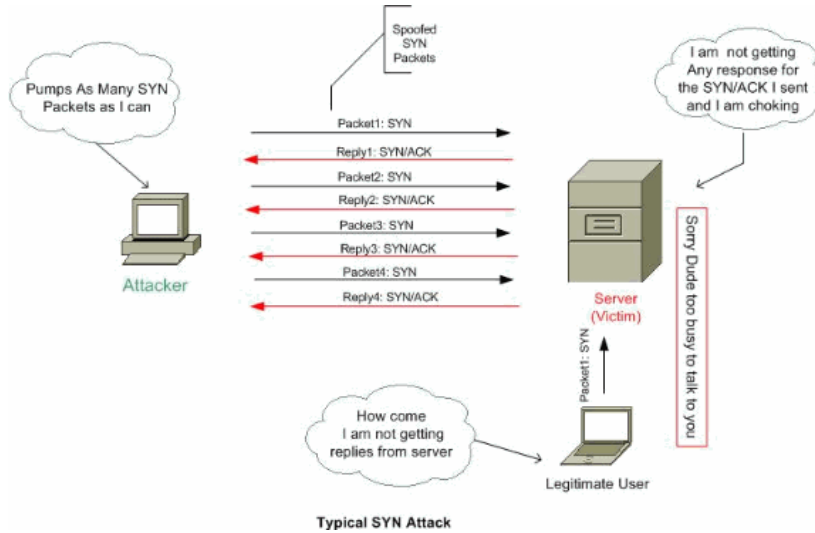 Spoofed
SYN
Packets
Pumps As Many SYN
Packets as I can
I am not getting
Any response for
the SYN/ACK I sent
and I am choking
Packet1: SYN
Reply1: SYN/ACK
Packet2: SYN
Reply2: SYN/ACK
Packet3: SYN
Reply3: SYN/ACK
Packet4: SYN
Reply4: SYN/ACK
Attacker
Server
(Victim)
Sorry Dude too busy to talk to you
Packet1: SYN
How come
I am not getting
replies from server
Legitimate User
Typical SYN Attack